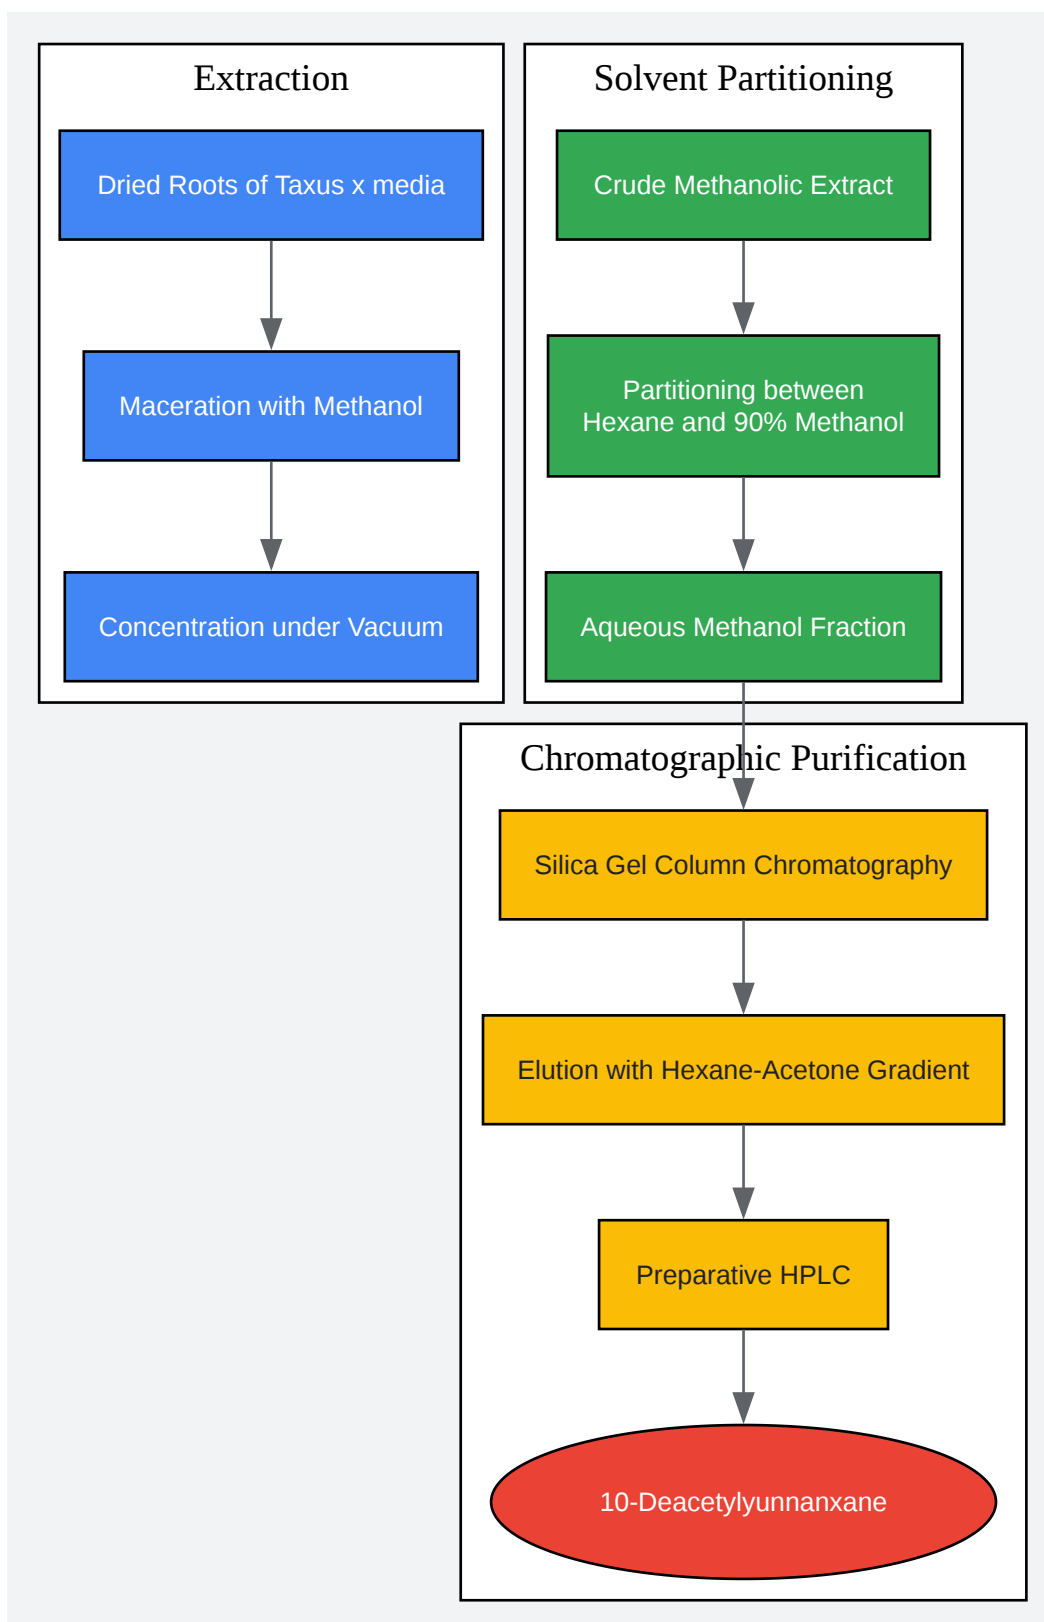 Extraction
Dried Roots of Taxus x media
Maceration with Methanol
Concentration under Vacuum
Solvent Partitioning
Crude Methanolic Extract
Partitioning between
Hexane and 90% Methanol
Aqueous Methanol Fraction
Chromatographic Purification
Silica Gel Column Chromatography
Elution with Hexane-Acetone Gradient
Preparative HPLC
10-Deacetylyunnanxane